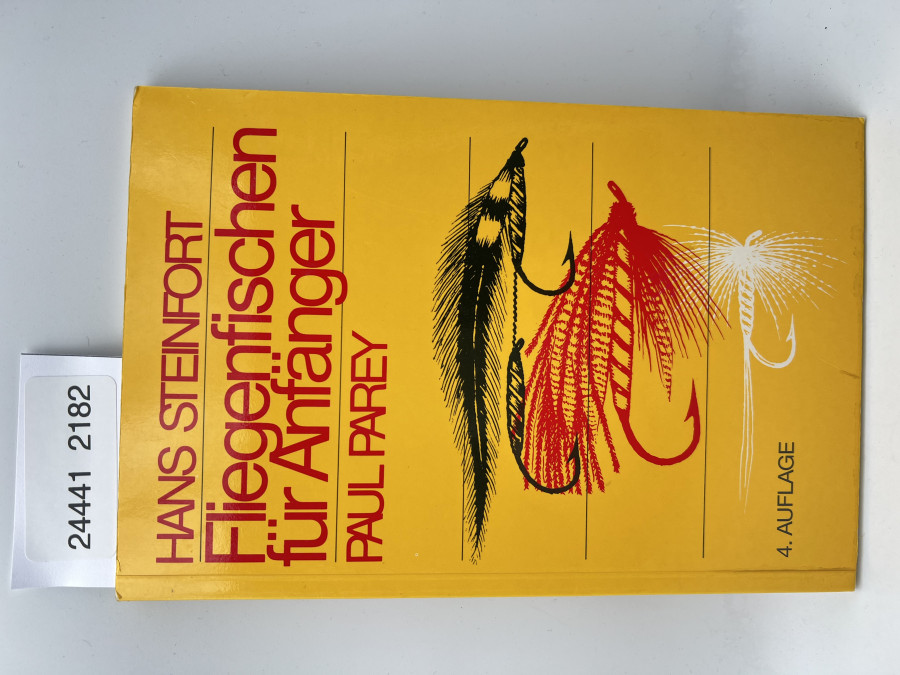 24441 2182
HANS STEINFORT
Fliegenfischen
für Anfänger
PAUL PAREY
4. AUFLAGE